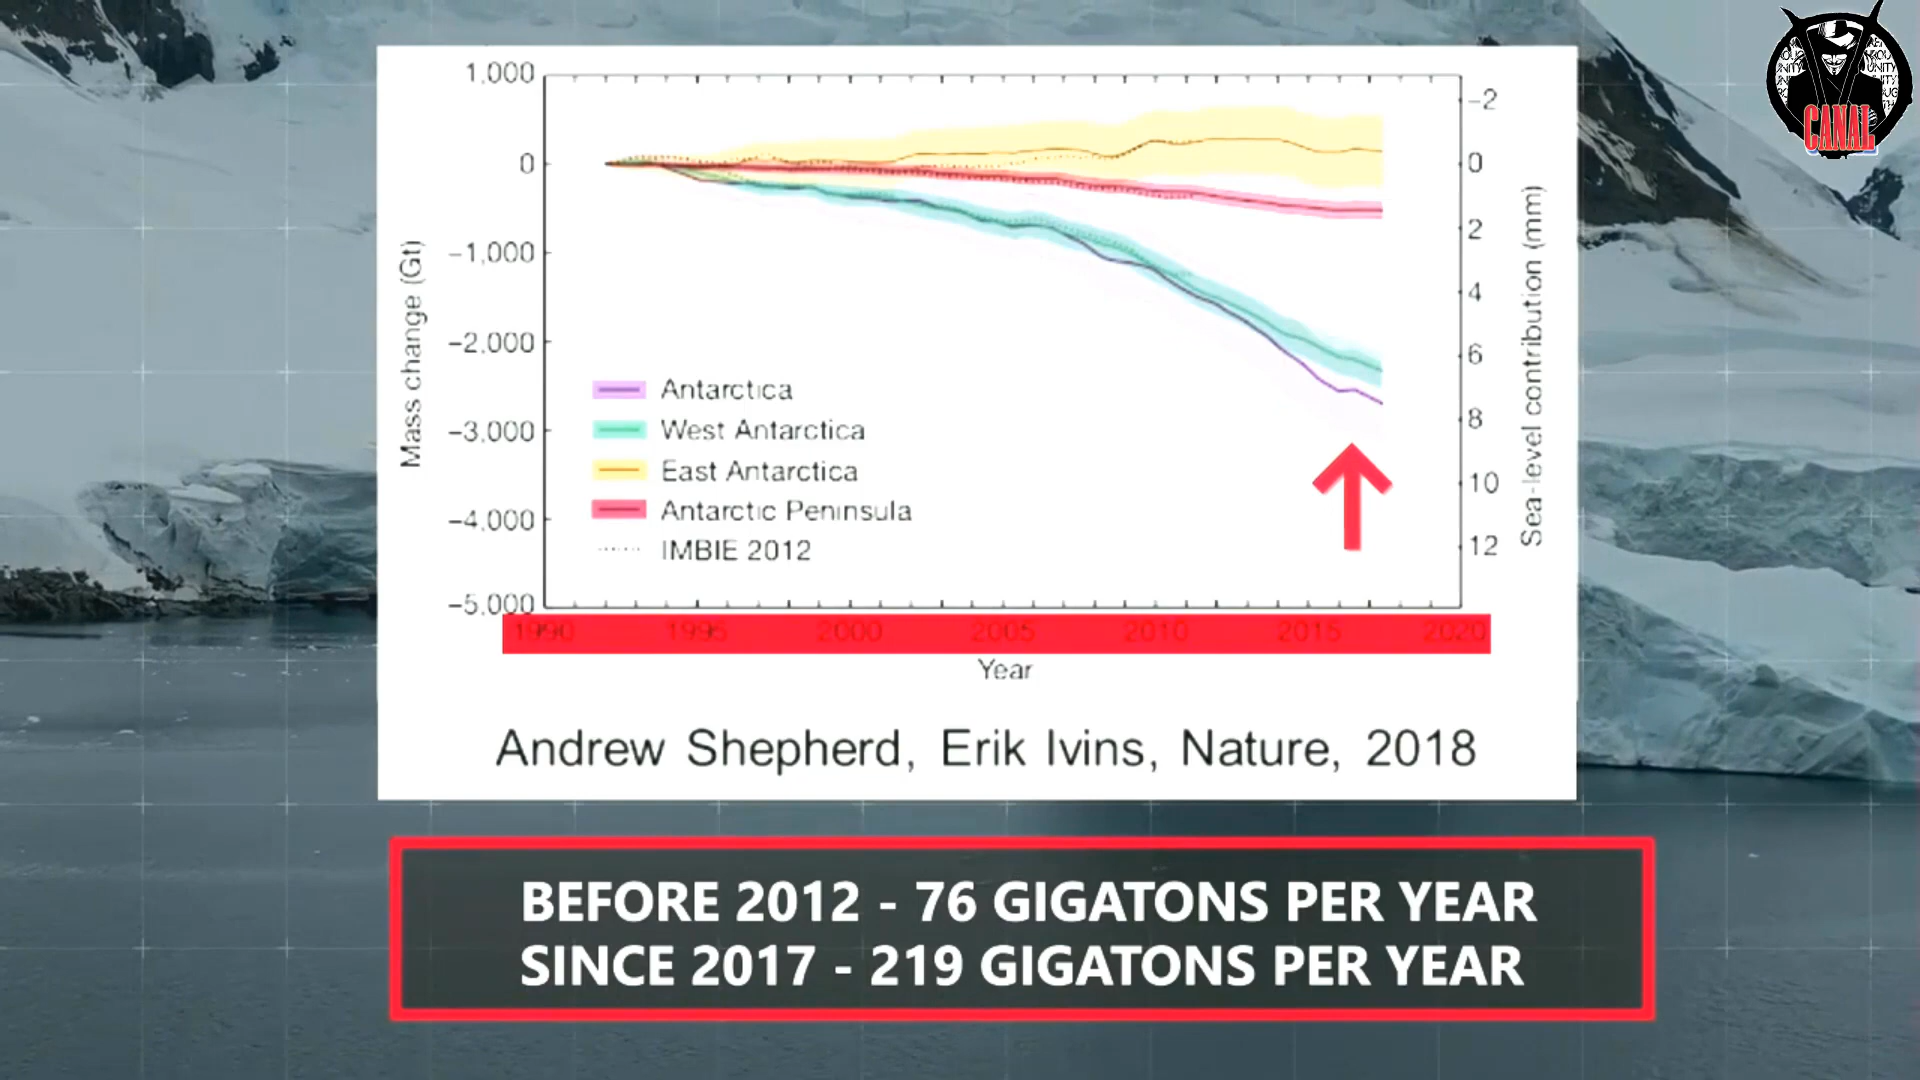 1,000
0
−1,000
−2,000
−3,000
−4,000
−5,000
Mass change (Gt)
−2
0
2
4
6
8
10
12
Sea-level contribution (mm)
Antarctica
West Antarctica
East Antarctica
Antarctic Peninsula
IMBIE 2012
1990 1995 2000 2005 2010 2015 2020
Year
Andrew Shepherd, Erik Ivins, Nature, 2018
BEFORE 2012 - 76 GIGATONS PER YEAR
SINCE 2017 - 219 GIGATONS PER YEAR
CANAL